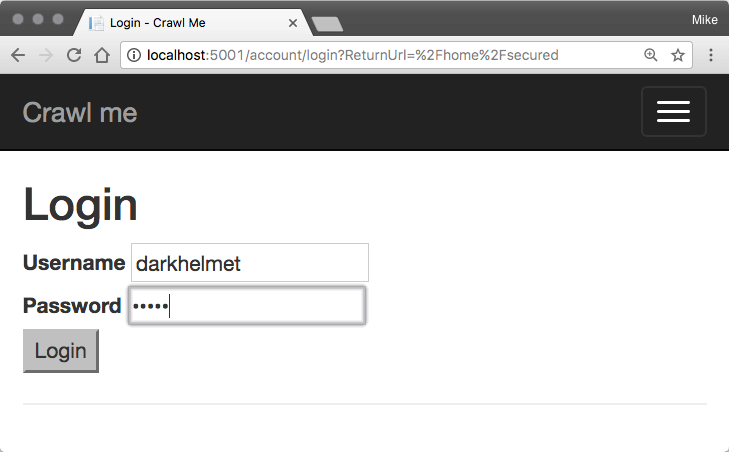 Login - Crawl Me
Mike
localhost:5001/account/login?ReturnUrl=%2Fhome%2Fsecured
Crawl me
Login
Username darkhelmet
Password •••••
Login